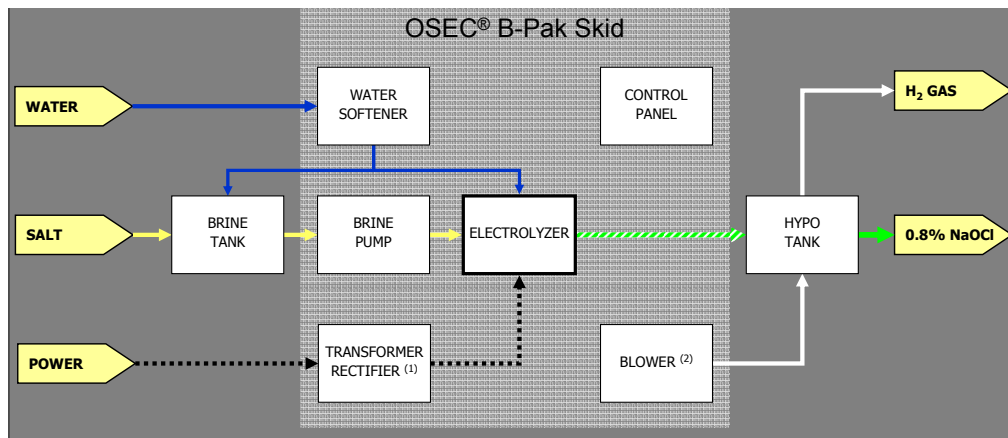 OSEC® B-Pak Skid
WATER
WATER
SOFTENER
CONTROL
PANEL
H₂ GAS
SALT
BRINE
TANK
BRINE
PUMP
ELECTROLYZER
HYPO
TANK
0.8% NaOCl
POWER
TRANSFORMER
RECTIFIER (1)
BLOWER (2)